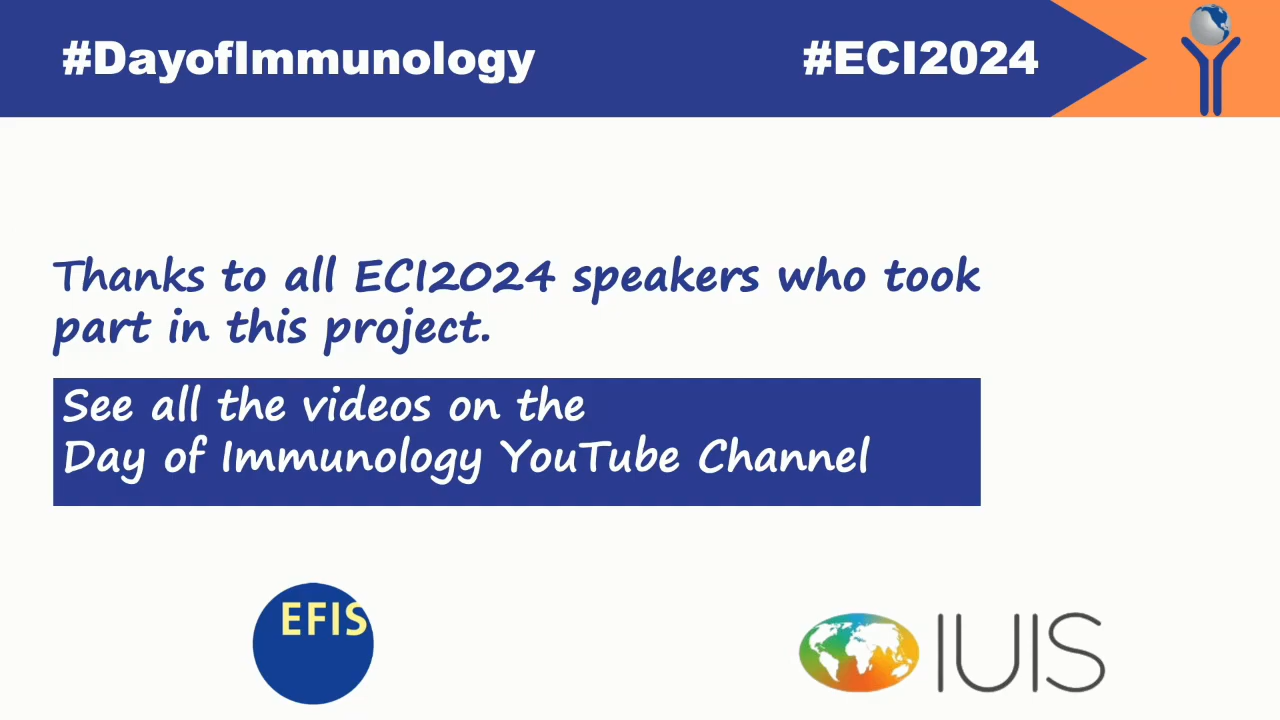 #DayofImmunology #ECI2024
Thanks to all ECI2024 speakers who took
part in this project.
See all the videos on the
Day of Immunology YouTube Channel
EFIS
IUIS